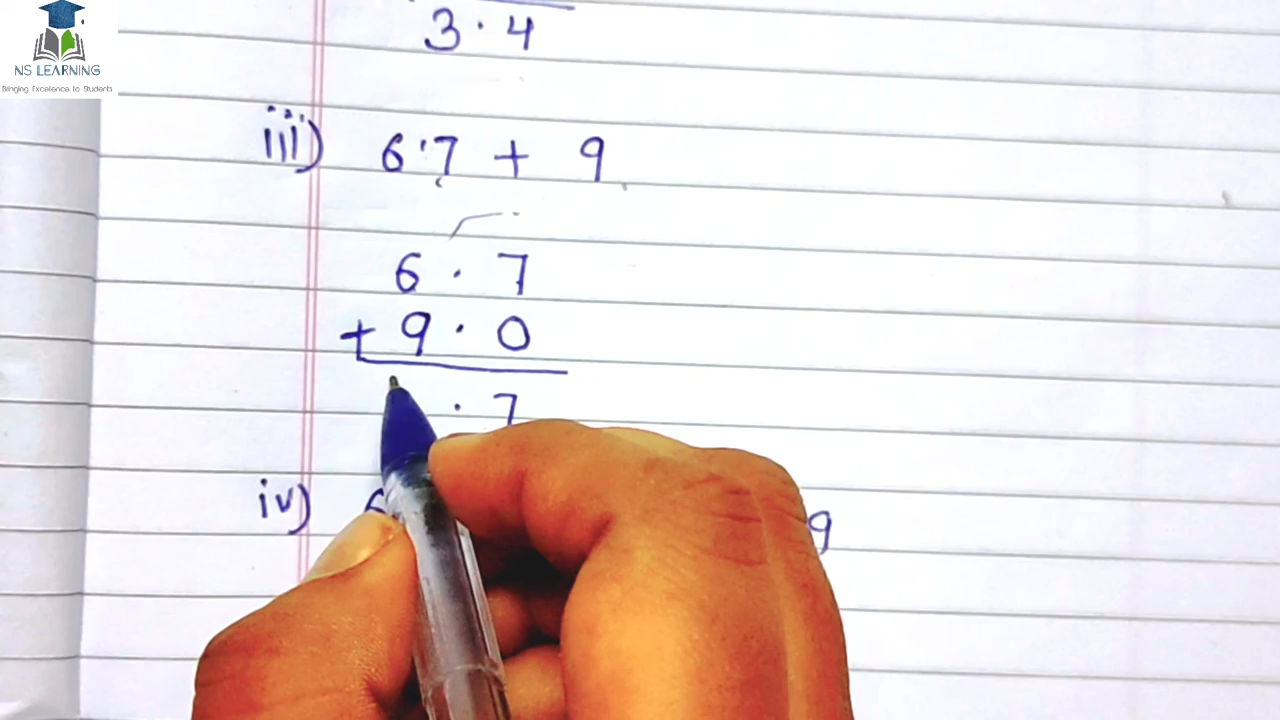 NS LEARNING
Bringing Excellence to Students
3.4
iii) 6.7 + 9
6.7
+ 9.0
.7
iv) 6
9